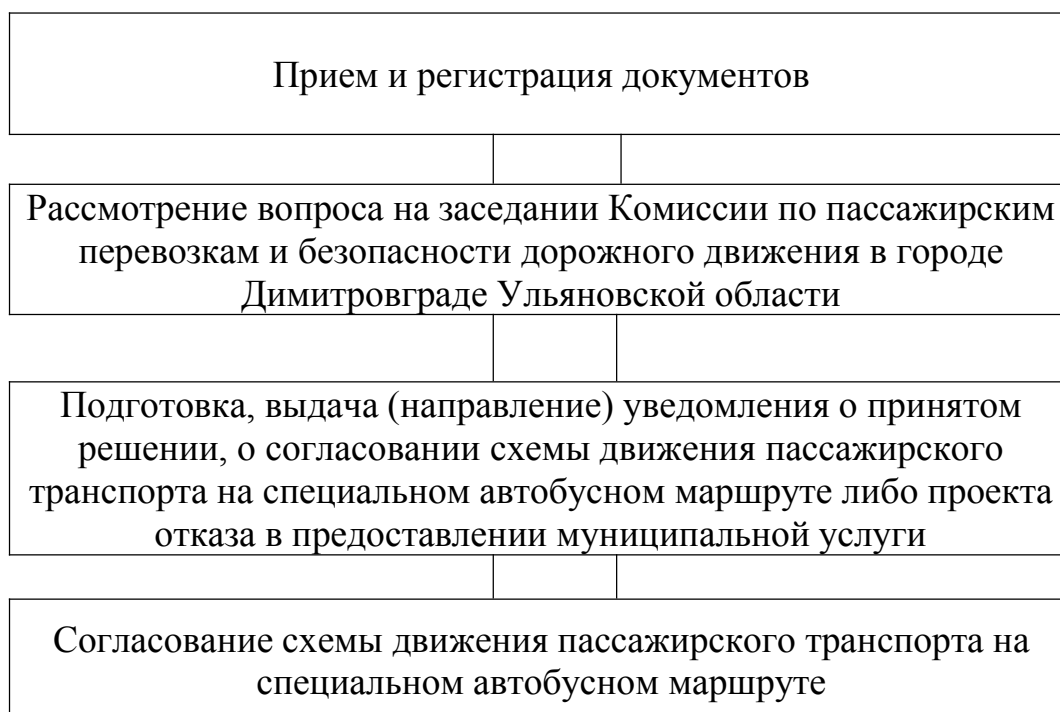 Прием и регистрация документов
Рассмотрение вопроса на заседании Комиссии по пассажирским
перевозкам и безопасности дорожного движения в городе
Димитровграде Ульяновской области
Подготовка, выдача (направление) уведомления о принятом
решении, о согласовании схемы движения пассажирского
транспорта на специальном автобусном маршруте либо проекта
отказа в предоставлении муниципальной услуги
Согласование схемы движения пассажирского транспорта на
специальном автобусном маршруте